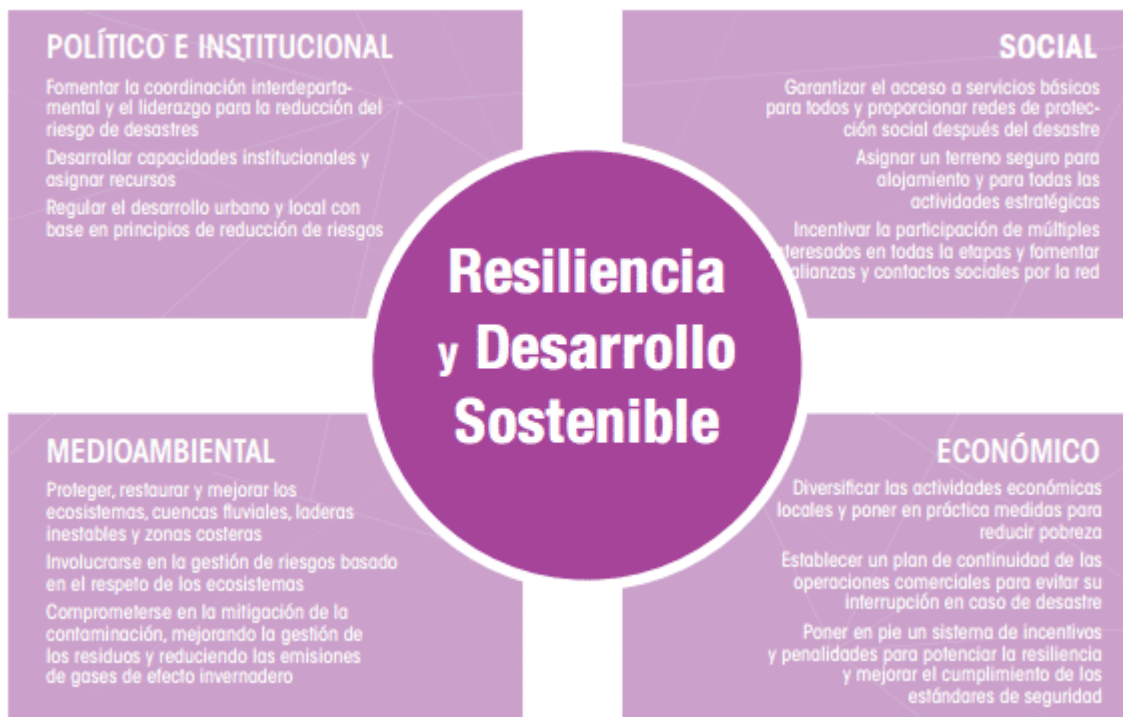 POLÍTICO E INSTITUCIONAL
Fomentar la coordinación interdeparta-
mental y el liderazgo para la reducción del
riesgo de desastres
Desarrollar capacidades institucionales y
asignar recursos
Regular el desarrollo urbano y local con
base en principios de reducción de riesgos
SOCIAL
Garantizar el acceso a servicios básicos
para todos y proporcionar redes de protec-
ción social después del desastre
Asignar un terreno seguro para
alojamiento y para todas las
actividades estratégicas
Incentivar la participación de múltiples
interesados en todas la etapas y fomentar
alianzas y contactos sociales por la red
Resiliencia
y Desarrollo
Sostenible
MEDIOAMBIENTAL
Proteger, restaurar y mejorar los
ecosistemas, cuencas fluviales, laderas
inestables y zonas costeras
Involucrarse en la gestión de riesgos basado
en el respeto de los ecosistemas
Comprometerse en la mitigación de la
contaminación, mejorando la gestión de
los residuos y reduciendo las emisiones
de gases de efecto invernadero
ECONÓMICO
Diversificar las actividades económicas
locales y poner en práctica medidas para
reducir pobreza
Establecer un plan de continuidad de las
operaciones comerciales para evitar su
interrupción en caso de desastre
Poner en pie un sistema de incentivos
y penalidades para potenciar la resiliencia
y mejorar el cumplimiento de los
estándares de seguridad